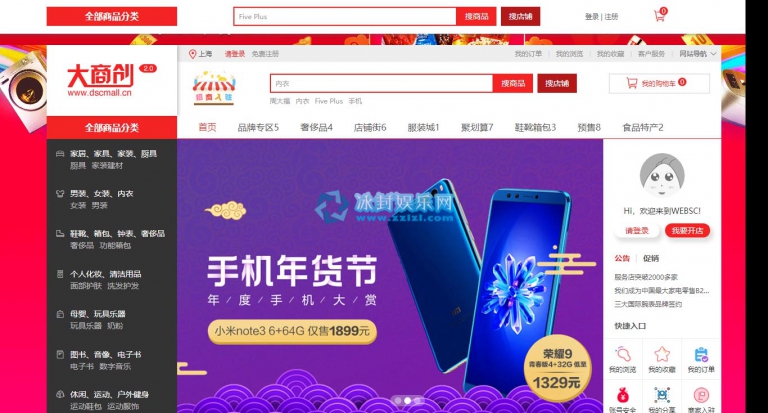 全部商品分类
Five Plus
搜商品
搜店铺
登录 | 注册
0
大商创 2.0
www.dscmall.cn
上海
请登录
免费注册
我的订单
我的浏览
我的收藏
客户服务
网站导航
招商入驻
内衣
搜商品
搜店铺
周大福 内衣 Five Plus 手机
我的购物车 0
全部商品分类
首页
品牌专区5
奢侈品4
店铺街6
服装城1
聚划算7
鞋靴箱包3
预售8
食品特产2
家居、家具、家装、厨具
厨具 家装建材
男装、女装、内衣
女装 男装
鞋靴、箱包、钟表、奢侈品
奢侈品 功能箱包
个人化妆、清洁用品
面部护肤 洗发护发
母婴、玩具乐器
玩具乐器 奶粉
图书、音像、电子书
电子书 数字音乐
休闲、运动、户外健身
运动鞋包 运动服饰
冰封娱乐网
www.zzizi.com
手机年货节
年/度/手/机/大/赏
小米note3 6+64G 仅售1899元
荣耀9
青春版4+32G 低至
1329元
Hi，欢迎来到WEBSC!
请登录
我要开店
公告
促销
服务店突破2000多家
我们成为中国最大家电零售B2...
三大国际腕表品牌签约
快捷入口
我的浏览
我的收藏
我的订单
账号安全
我的分享
商家入驻